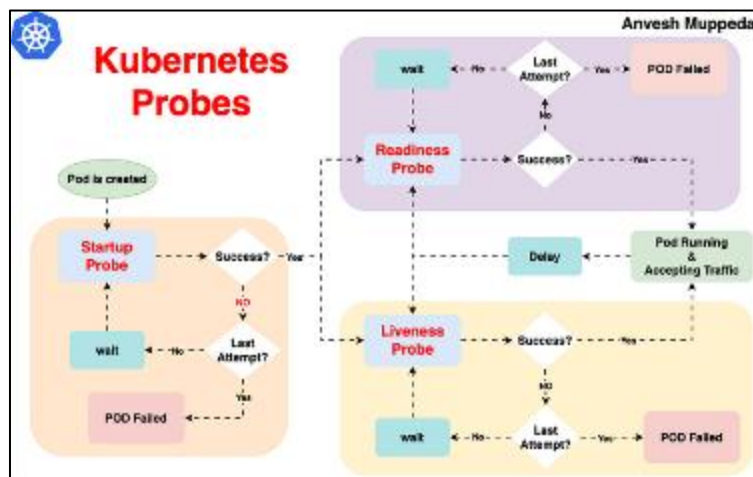 Anvesh Muppeda
Kubernetes
Probes
wait
No
Last
Attempt?
Yes
POD Failed
No
Readiness
Probe
Success?
Yes
Pod is created
Startup
Probe
Success?
Yes
Delay
Pod Running
&
Accepting Traffic
NO
wait
No
Last
Attempt?
Yes
POD Failed
Liveness
Probe
Success?
Yes
NO
wait
No
Last
Attempt?
Yes
POD Failed